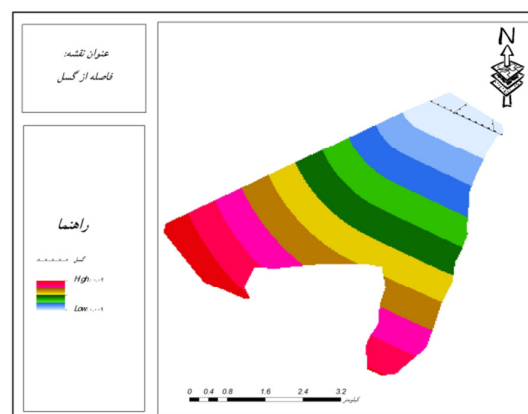 عنوان نقشه:
فاصله از گسل
N
راهنما
گسل
High
Low
0 0.4 0.8 1.6 2.4 3.2
کیلومتر